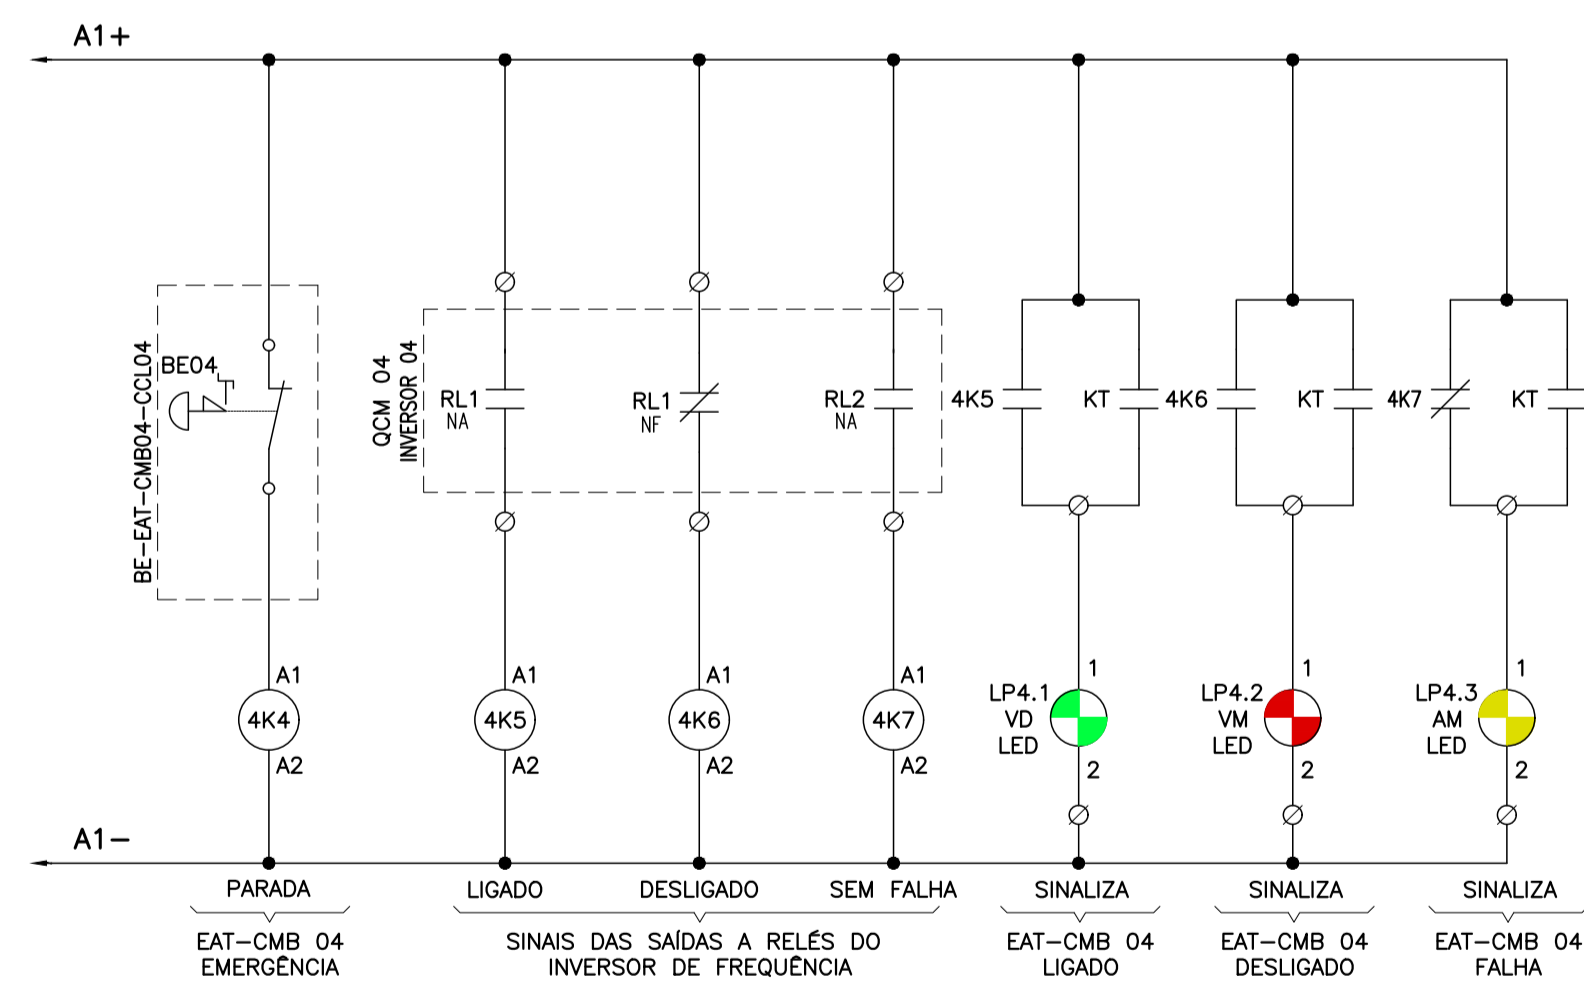 A1+
BE-EAT-CMB04-CCL04
BE04
QCM 04
INVERSOR 04
RL1
NA
RL1
NF
RL2
NA
4K5
KT
4K6
KT
4K7
KT
A1
4K4
A2
A1
4K5
A2
A1
4K6
A2
A1
4K7
A2
1
LP4.1
VD
LED
2
1
LP4.2
VM
LED
2
1
LP4.3
AM
LED
2
A1-
PARADA
EAT-CMB 04
EMERGÊNCIA
LIGADO
DESLIGADO
SEM FALHA
SINAIS DAS SAÍDAS A RELÉS DO
INVERSOR DE FREQUÊNCIA
SINALIZA
EAT-CMB 04
LIGADO
SINALIZA
EAT-CMB 04
DESLIGADO
SINALIZA
EAT-CMB 04
FALHA